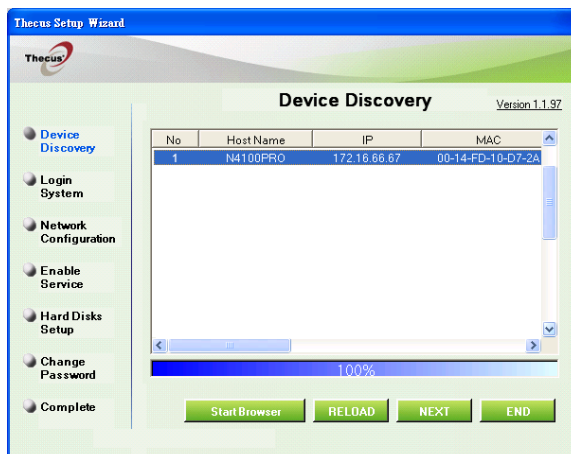 Thecus Setup Wizard
Thecus
Device Discovery
Version 1.1.97
Device
Discovery
Login
System
Network
Configuration
Enable
Service
Hard Disks
Setup
Change
Password
Complete
No Host Name IP MAC
1 N4100PRO 172.16.66.67 00-14-FD-10-D7-2A
100%
Start Browser RELOAD NEXT END